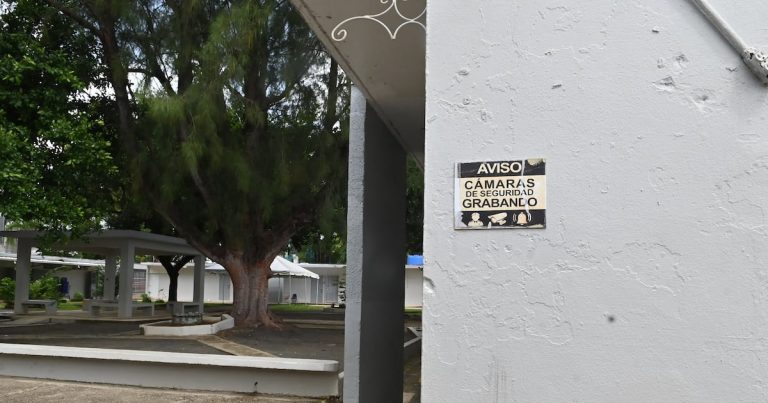 AVISO
CÁMARAS
DE SEGURIDAD
GRABANDO